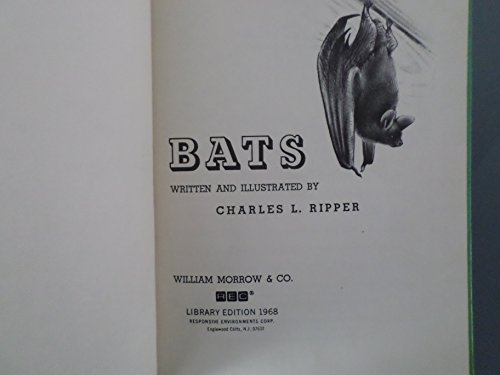 BATS
WRITTEN AND ILLUSTRATED BY
CHARLES L. RIPPER
WILLIAM MORROW & CO.
REC®
LIBRARY EDITION 1968
RESPONSIVE ENVIRONMENTS CORP.
Englewood Cliffs, N.J. 07632